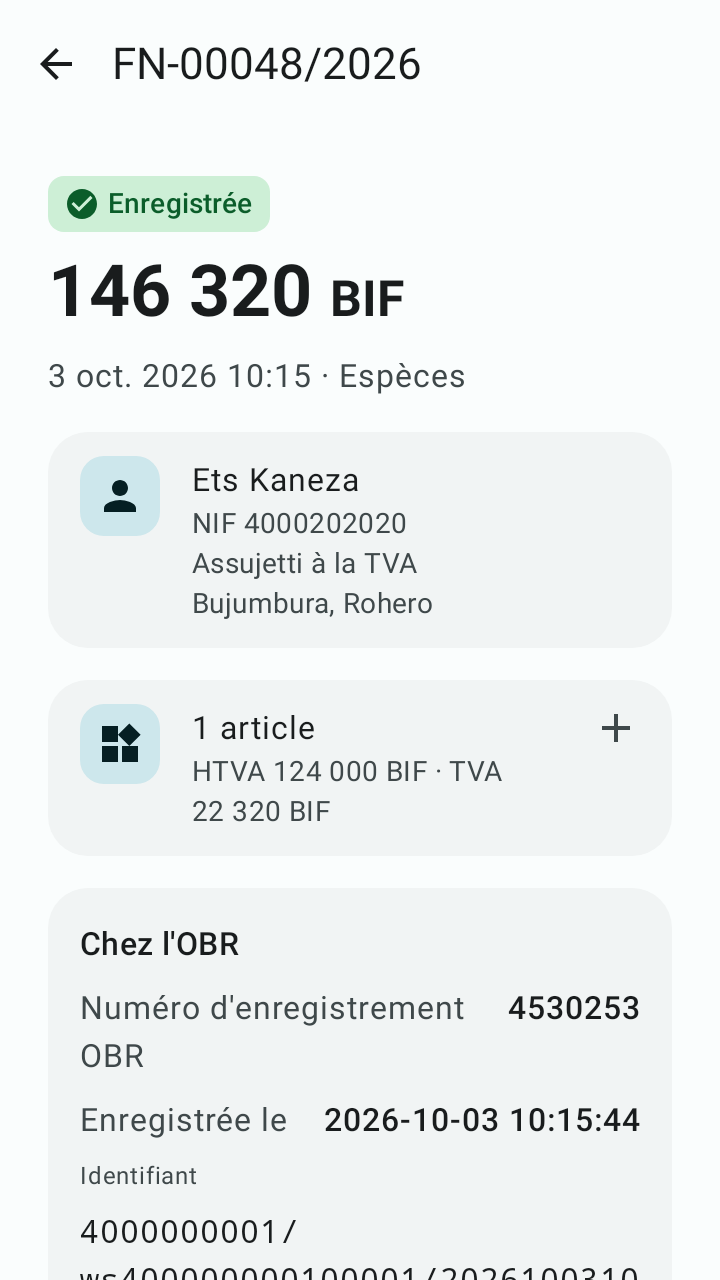 FN-00048/2026
Enregistrée
146 320 BIF
3 oct. 2026 10:15 · Espèces
Ets Kaneza
NIF 4000202020
Assujetti à la TVA
Bujumbura, Rohero
1 article
HTVA 124 000 BIF · TVA
22 320 BIF
Chez l'OBR
Numéro d'enregistrement 4530253
OBR
Enregistrée le 2026-10-03 10:15:44
Identifiant
4000000001/
ws400000000100001/2026100310